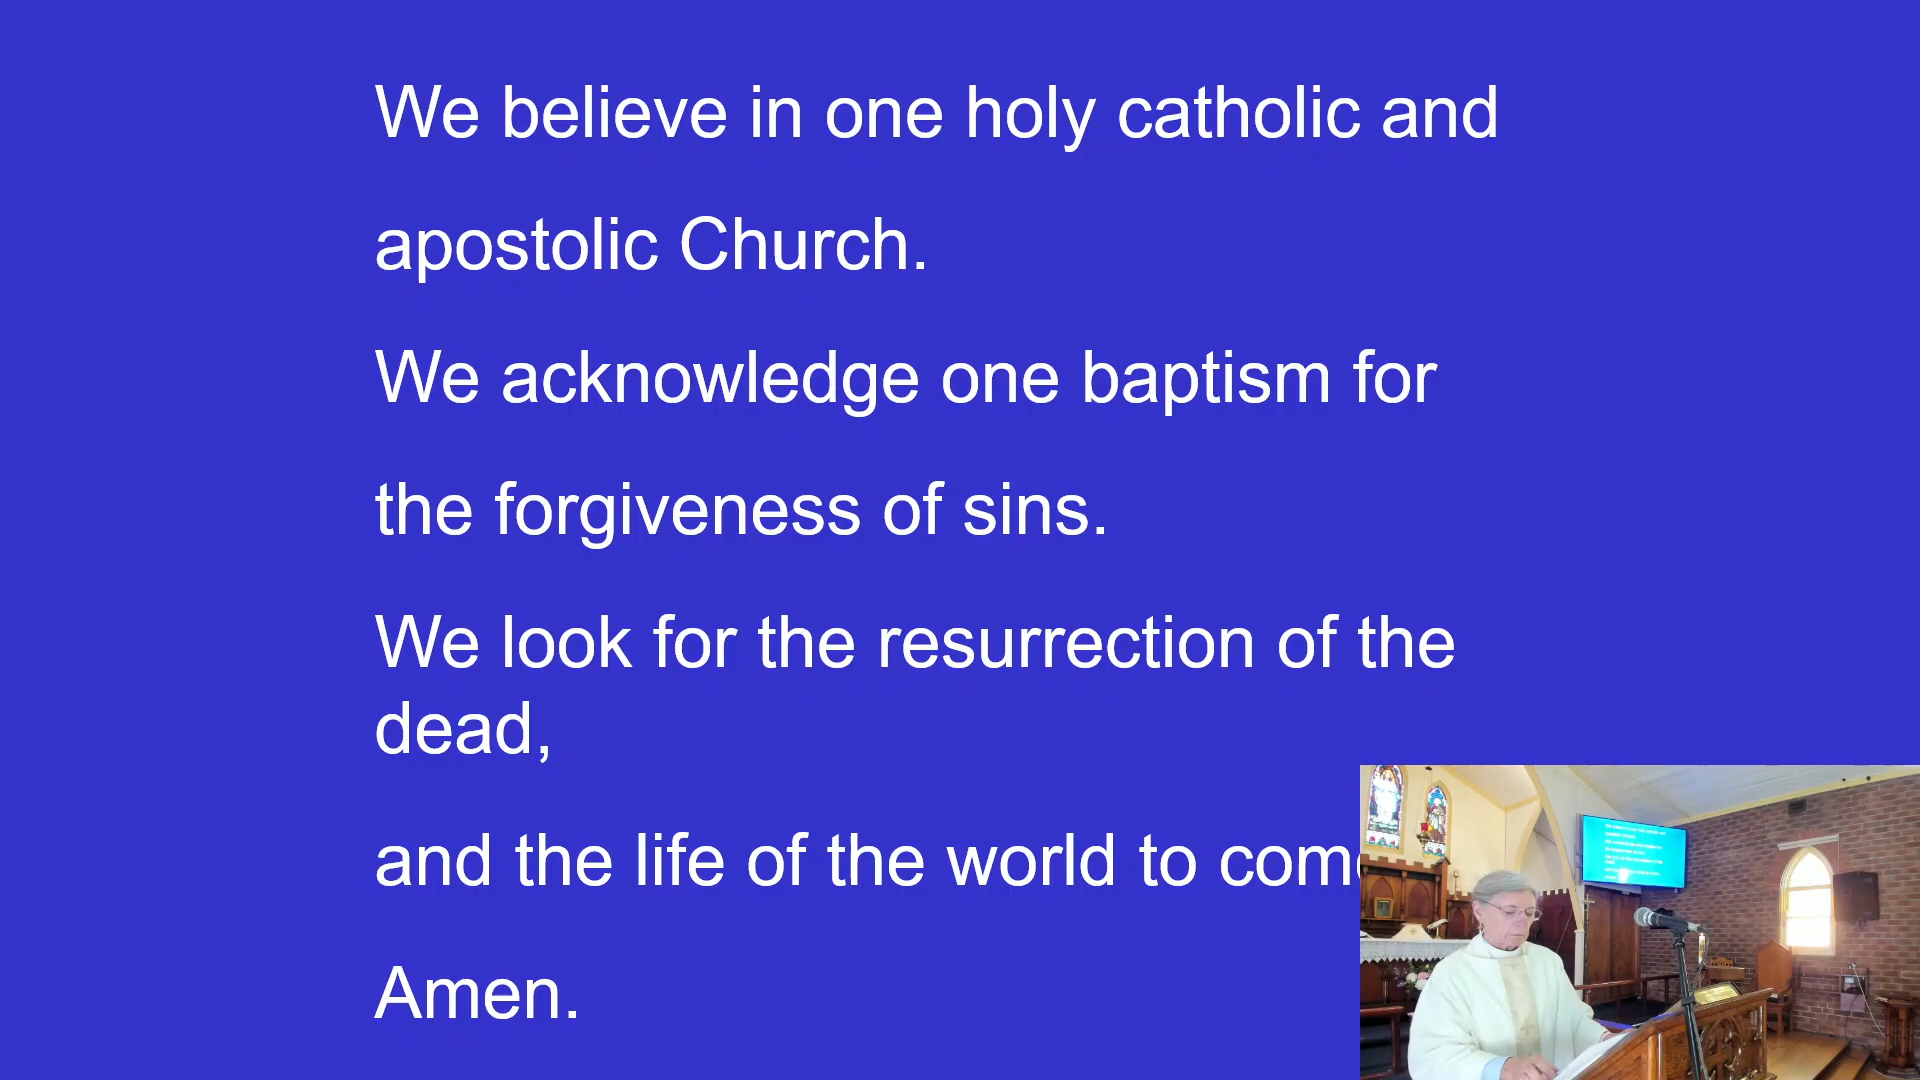 We believe in one holy catholic and
apostolic Church.
We acknowledge one baptism for
the forgiveness of sins.
We look for the resurrection of the
dead,
and the life of the world to com
Amen.